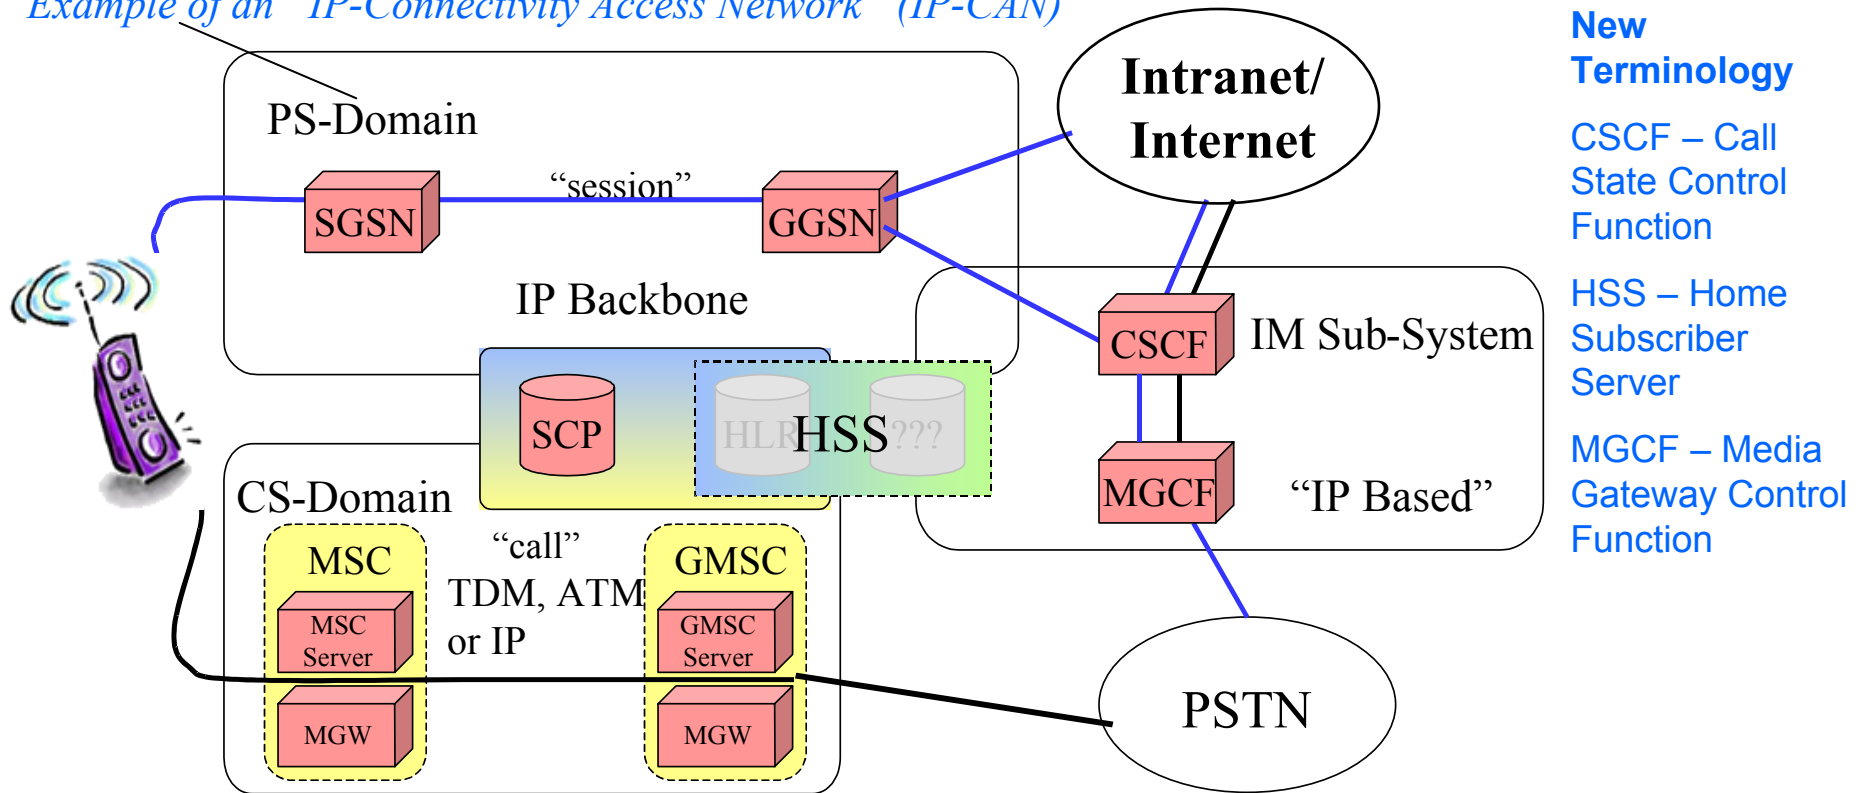 Example of an "IP-Connectivity Access Network" (IP-CAN)
PS-Domain
"session"
SGSN
GGSN
IP Backbone
Intranet/
Internet
CSCF
IM Sub-System
SCP
HLR
HSS
???
MGCF
"IP Based"
CS-Domain
"call"
TDM, ATM
or IP
MSC
MSC
Server
MGW
GMSC
GMSC
Server
MGW
PSTN
New
Terminology
CSCF – Call
State Control
Function
HSS – Home
Subscriber
Server
MGCF – Media
Gateway Control
Function